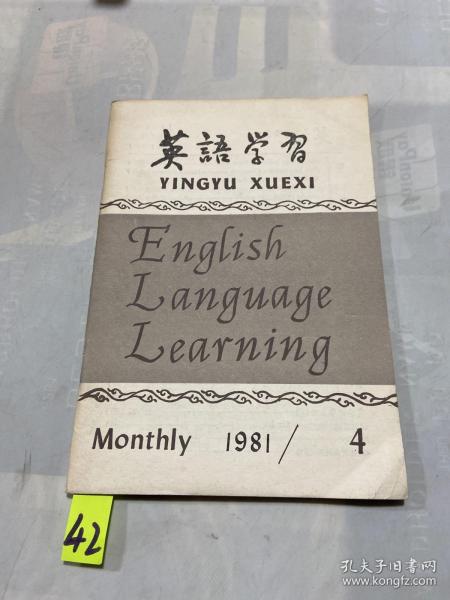 英語学習
YINGYU XUEXI
English
Language
Learning
Monthly 1981/ 4
42
孔夫子旧书网
www.kongfz.com